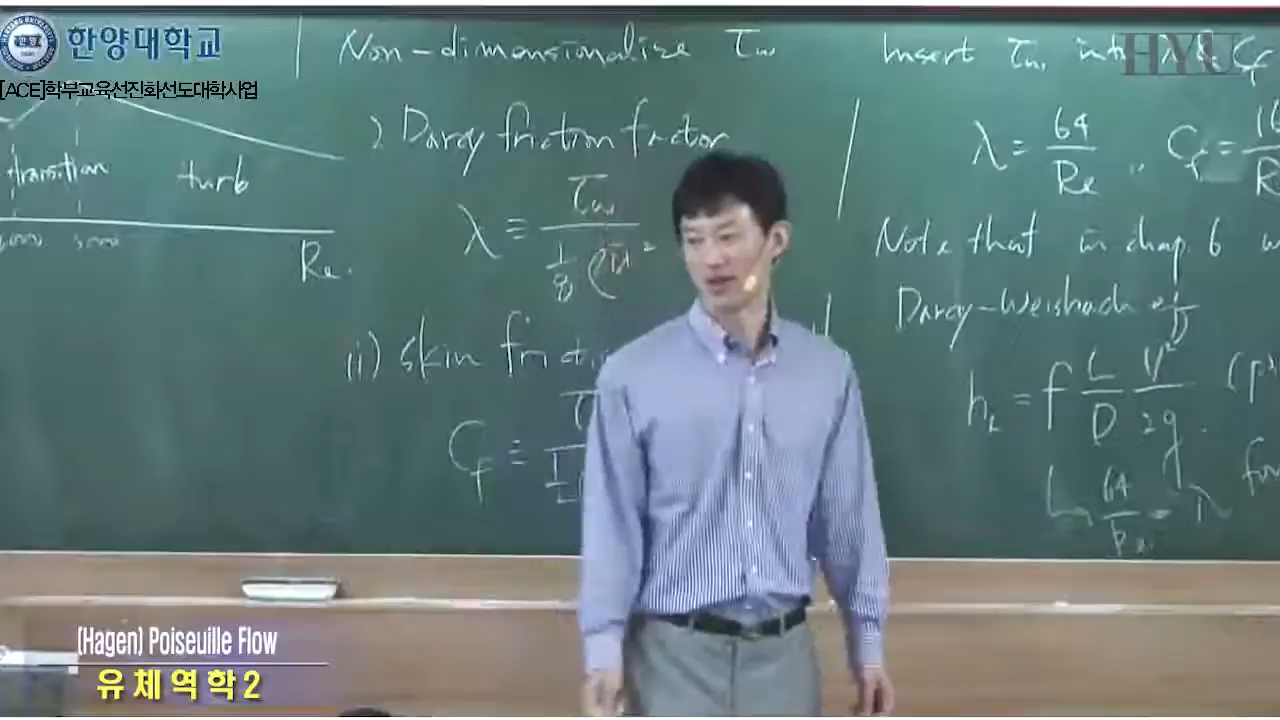 한양대학교
[ACE]학부교육선진화선도대학사업
HYU
transition turb
Re.
Non-dimensionalize τw
) Darcy friction factor
λ ≡ τw / 1/8 ρū²
ii) skin fri
Cf ≡
Insert τw into λ & Cf
λ = 64/Re , Cf = 16/R
Note that in chap. 6 w
Darcy-Weisbach
hL = f L/D V²/2g .
64/Re = λ
(Hagen) Poiseuille Flow
유체역학2